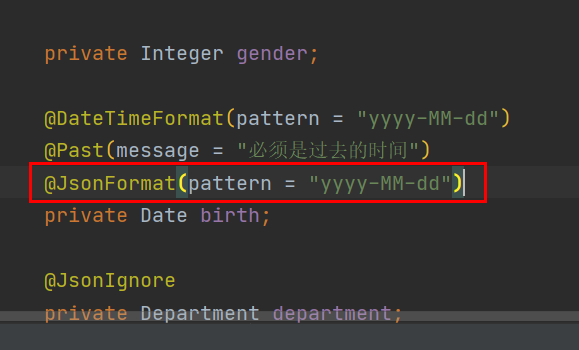 private Integer gender;
@DateTimeFormat(pattern = "yyyy-MM-dd")
@Past(message = "必须是过去的时间")
@JsonFormat(pattern = "yyyy-MM-dd")
private Date birth;
@JsonIgnore
private Department department;